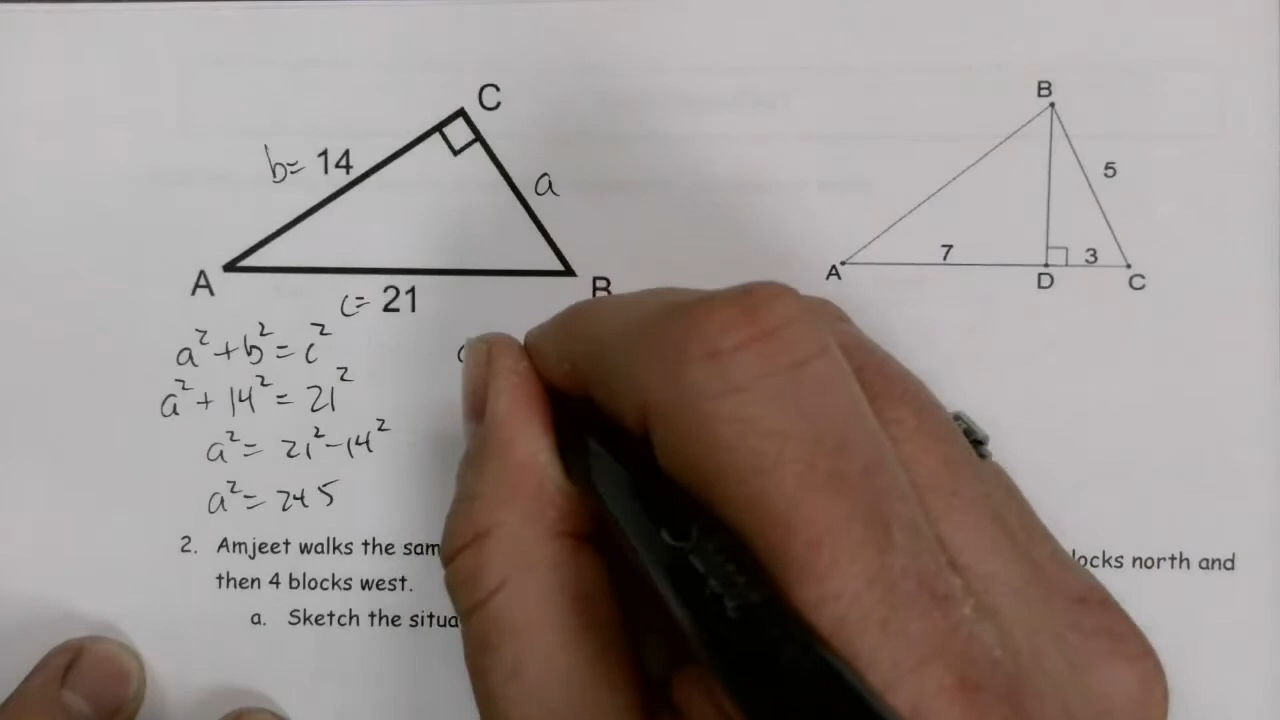 C
b= 14
a
A
B
c= 21
a²+b²=c²
a²+ 14²= 21²
a²= 21²-14²
a²= 245
B
5
7
3
A
D
C
2. Amjeet walks the sam locks north and
then 4 blocks west.
a. Sketch the situa